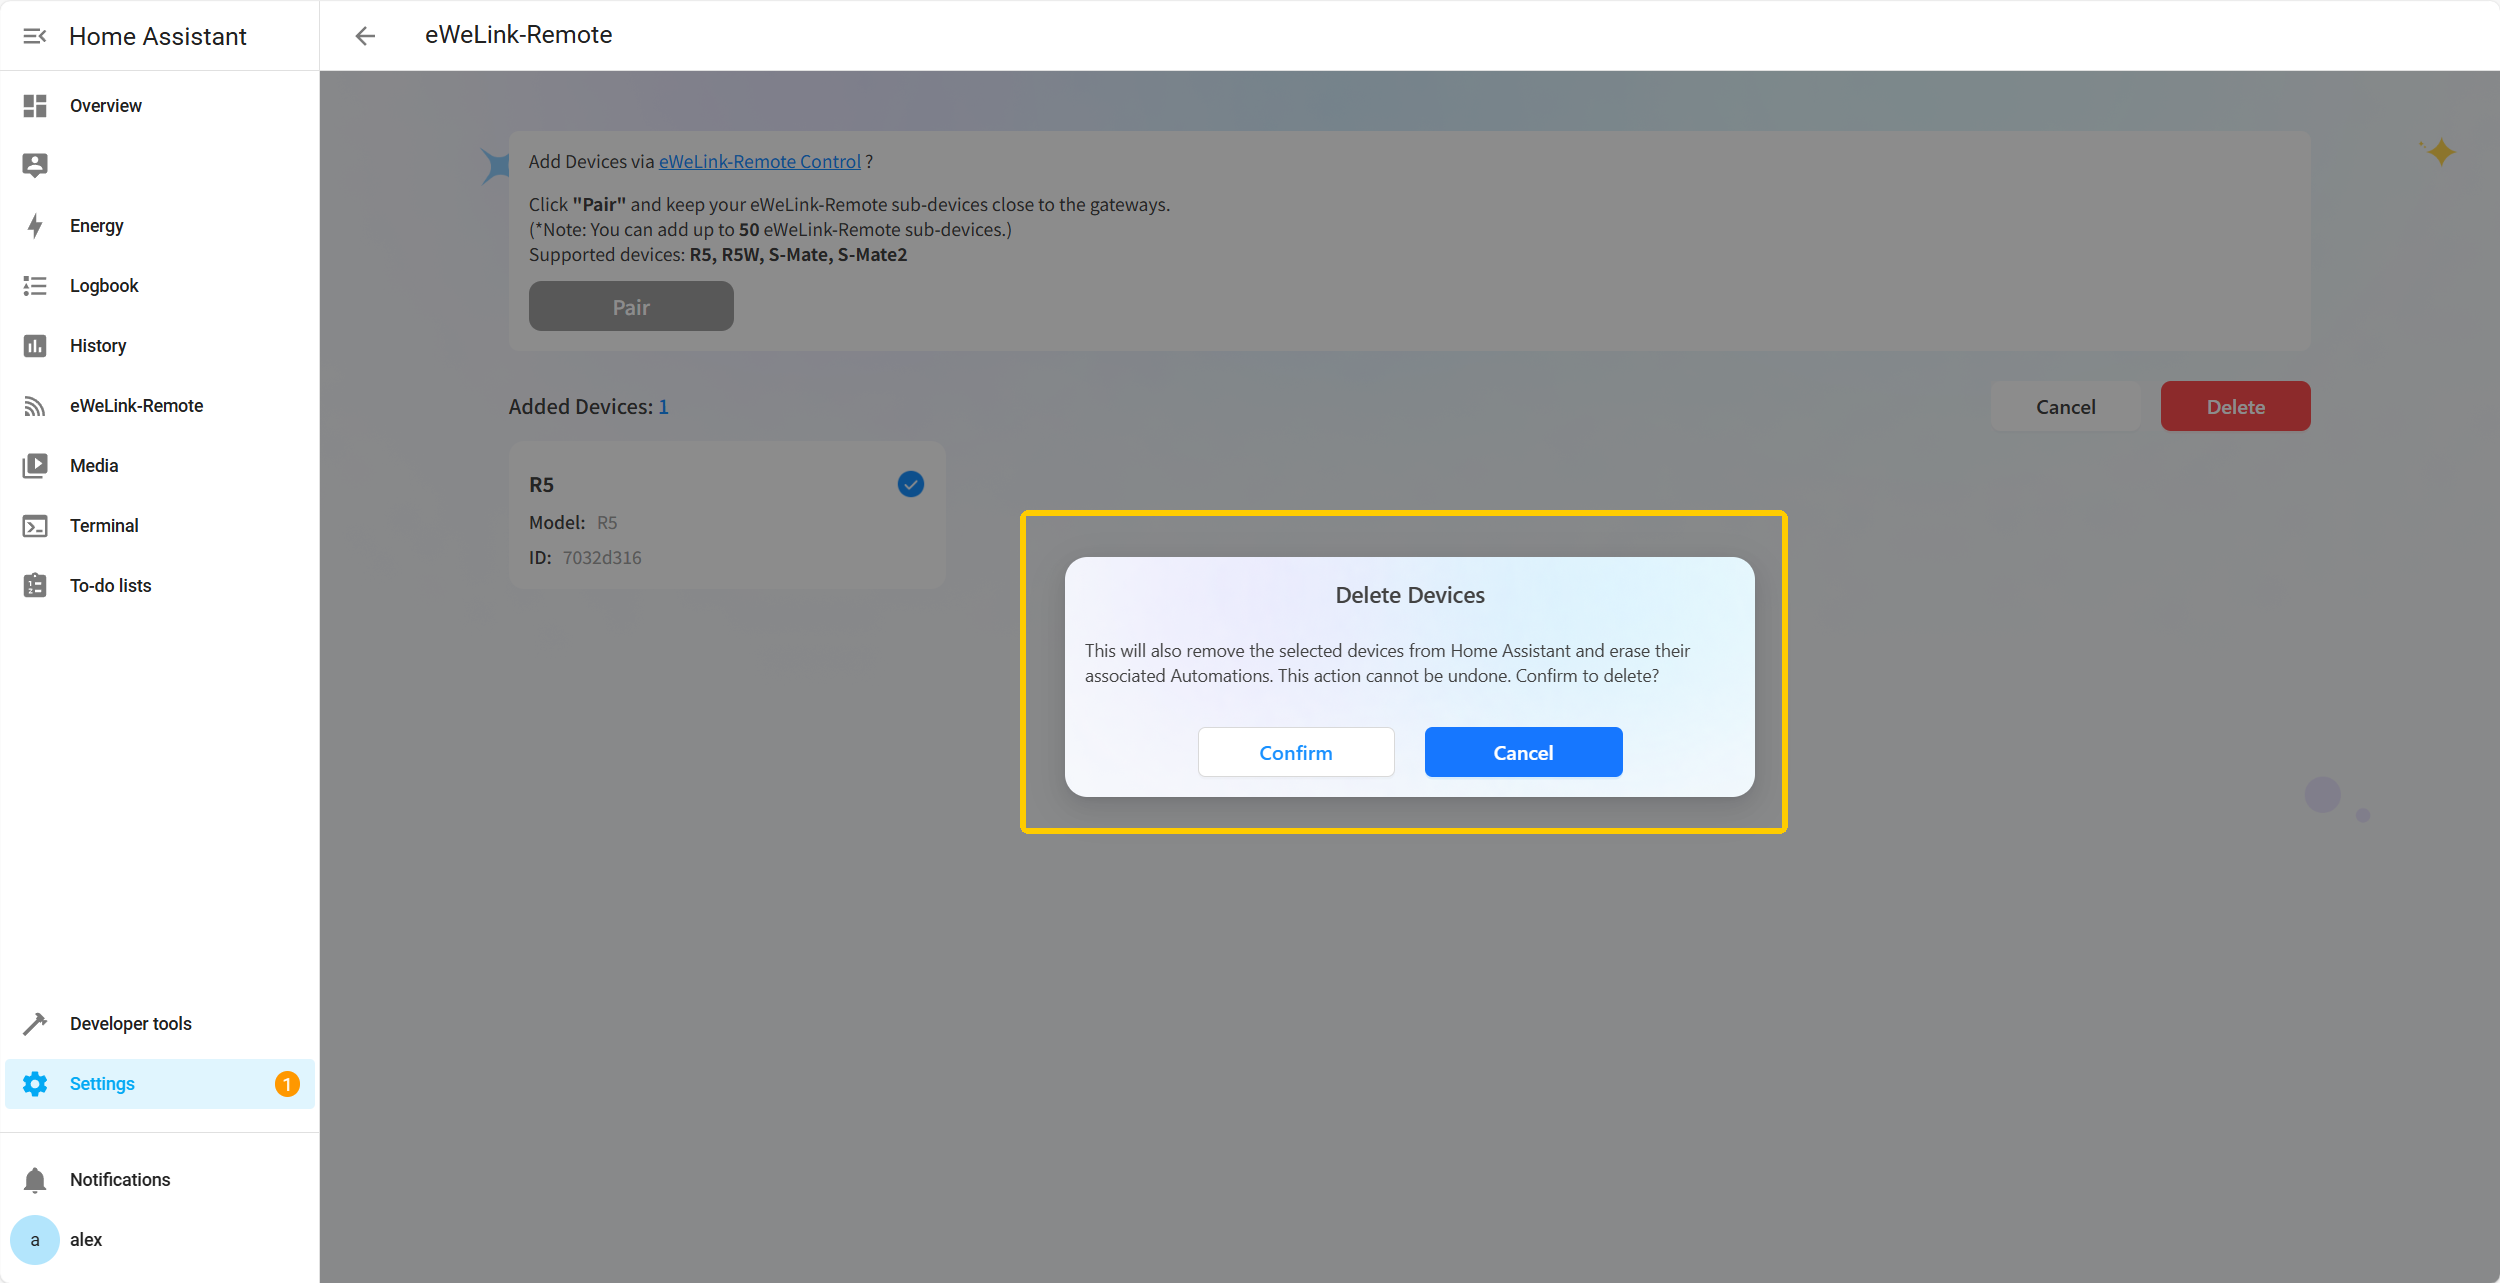 Home Assistant
eWeLink-Remote
Overview
Energy
Logbook
History
eWeLink-Remote
Media
Terminal
To-do lists
Developer tools
Settings
1
Notifications
a
alex
Add Devices via eWeLink-Remote Control ?
Click "Pair" and keep your eWeLink-Remote sub-devices close to the gateways.
(*Note: You can add up to 50 eWeLink-Remote sub-devices.)
Supported devices: R5, R5W, S-Mate, S-Mate2
Pair
Added Devices: 1
Cancel
Delete
R5
Model: R5
ID: 7032d316
Delete Devices
This will also remove the selected devices from Home Assistant and erase their
associated Automations. This action cannot be undone. Confirm to delete?
Confirm
Cancel